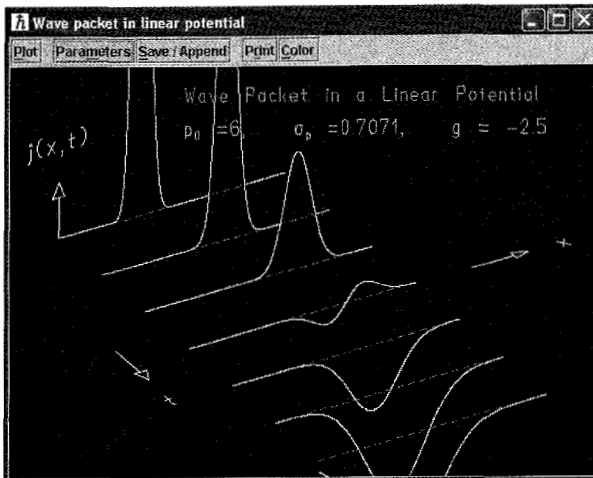 ħ Wave packet in linear potential
Plot Parameters Save / Append Print Color
Wave Packet in a Linear Potential
p₀ =6, σₚ =0.7071, g = -2.5
j(x,t)